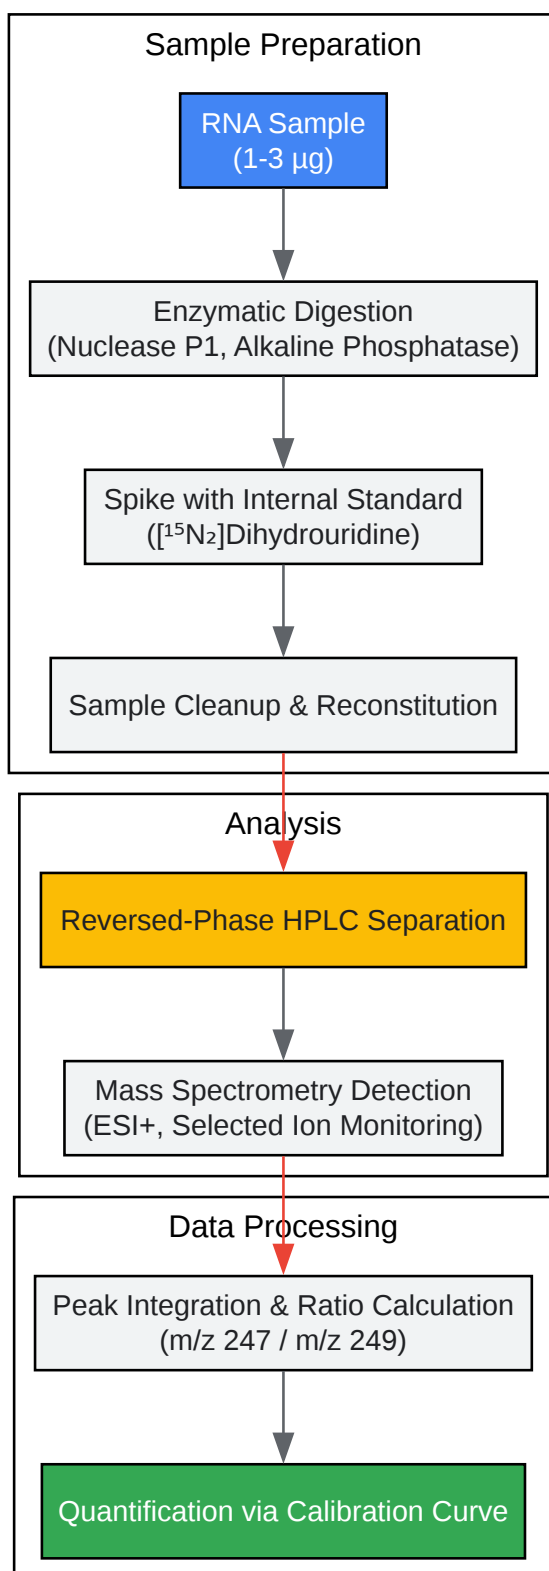 Sample Preparation
RNA Sample
(1-3 µg)
Enzymatic Digestion
(Nuclease P1, Alkaline Phosphatase)
Spike with Internal Standard
([¹⁵N₂]Dihydrouridine)
Sample Cleanup & Reconstitution
Analysis
Reversed-Phase HPLC Separation
Mass Spectrometry Detection
(ESI+, Selected Ion Monitoring)
Data Processing
Peak Integration & Ratio Calculation
(m/z 247 / m/z 249)
Quantification via Calibration Curve